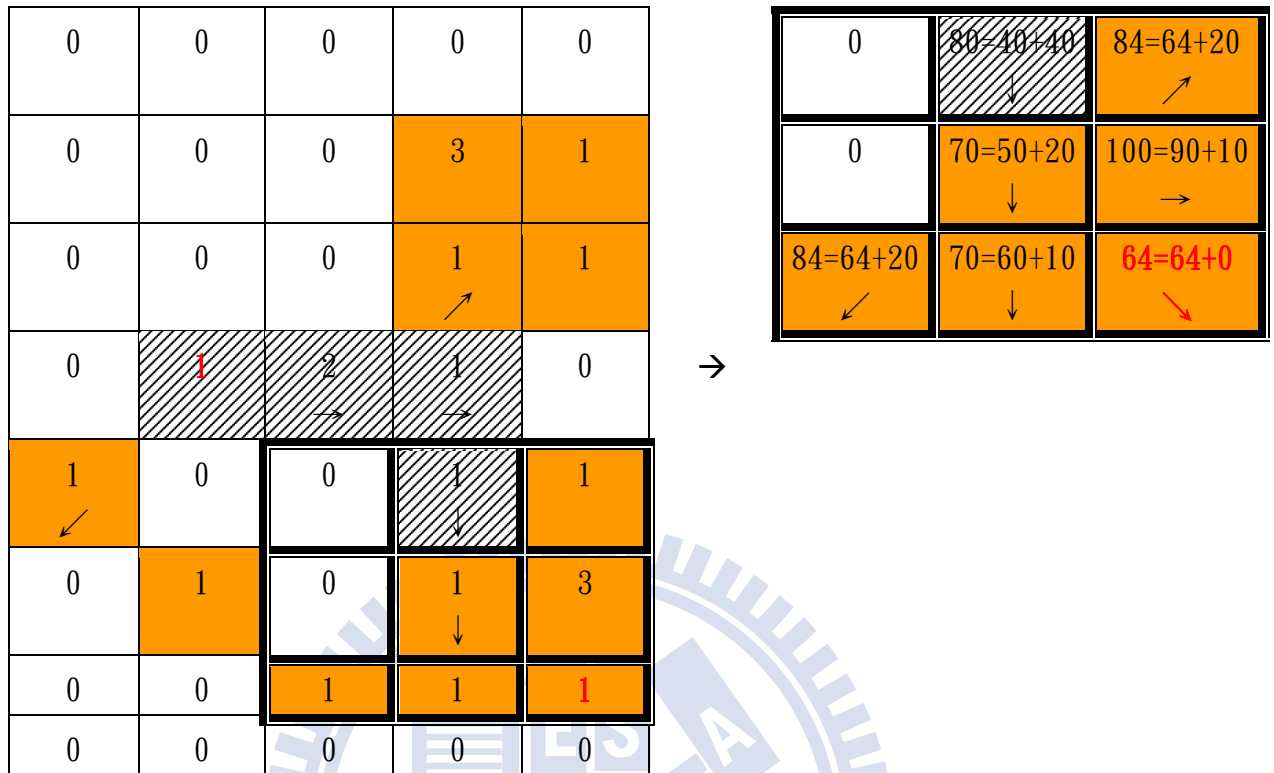 0 0 0 0 0
0 0 0 3 1
0 0 0 1 1
↗
0 1 2 1 0
→ →
1 0 0 1 1
↙ ↓
0 1 0 1 3
↓
0 0 1 1 1
0 0 0 0 0
→
0 80=40+40 84=64+20
↓ ↗
0 70=50+20 100=90+10
↓ →
84=64+20 70=60+10 64=64+0
↙ ↓ ↘
ES A